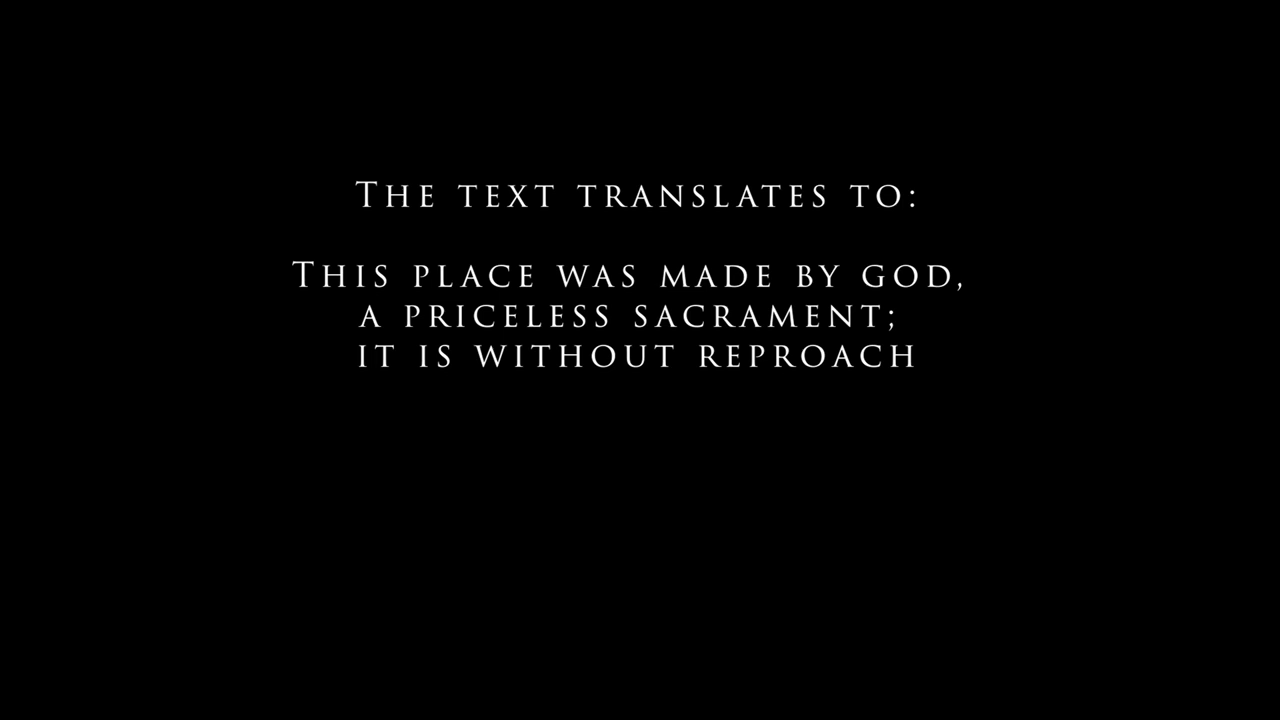 The text translates to:
This place was made by god,
a priceless sacrament;
it is without reproach